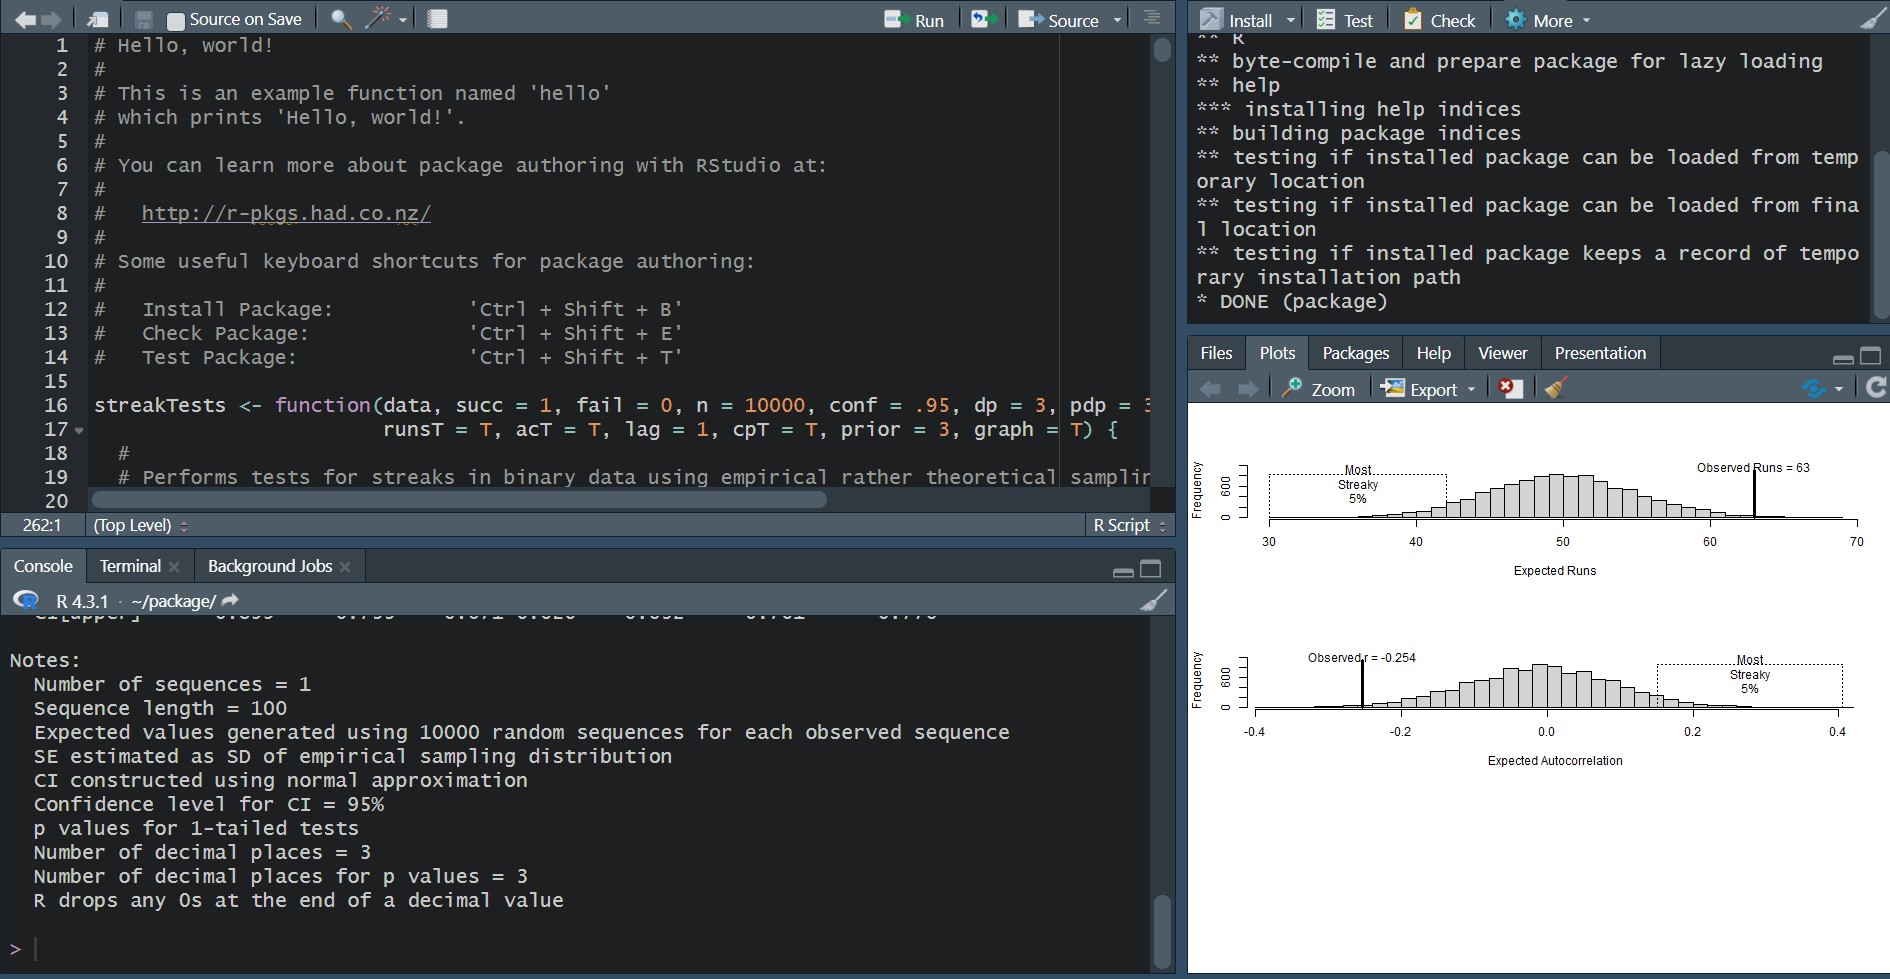 Source on Save
Run
Source
1 # Hello, world!
2 #
3 # This is an example function named 'hello'
4 # which prints 'Hello, world!'.
5 #
6 # You can learn more about package authoring with RStudio at:
7 #
8 #   http://r-pkgs.had.co.nz/
9 #
10 # Some useful keyboard shortcuts for package authoring:
11 #
12 #   Install Package:           'Ctrl + Shift + B'
13 #   Check Package:             'Ctrl + Shift + E'
14 #   Test Package:              'Ctrl + Shift + T'
15
16 streakTests <- function(data, succ = 1, fail = 0, n = 10000, conf = .95, dp = 3, pdp = 3
17                         runsT = T, acT = T, lag = 1, cpT = T, prior = 3, graph = T) {
18   #
19   # Performs tests for streaks in binary data using empirical rather theoretical samplin
20
262:1 (Top Level) R Script
Console Terminal Background Jobs
R 4.3.1 · ~/package/
Notes:
  Number of sequences = 1
  Sequence length = 100
  Expected values generated using 10000 random sequences for each observed sequence
  SE estimated as SD of empirical sampling distribution
  CI constructed using normal approximation
  Confidence level for CI = 95%
  p values for 1-tailed tests
  Number of decimal places = 3
  Number of decimal places for p values = 3
  R drops any 0s at the end of a decimal value
>
Install Test Check More
** R
** byte-compile and prepare package for lazy loading
** help
*** installing help indices
** building package indices
** testing if installed package can be loaded from temp
orary location
** testing if installed package can be loaded from fina
l location
** testing if installed package keeps a record of tempo
rary installation path
* DONE (package)
Files Plots Packages Help Viewer Presentation
Zoom Export
Frequency
0 600
Most
Streaky
5%
Observed Runs = 63
30 40 50 60 70
Expected Runs
Frequency
0 600
Observed r = -0.254
Most
Streaky
5%
-0.4 -0.2 0.0 0.2 0.4
Expected Autocorrelation